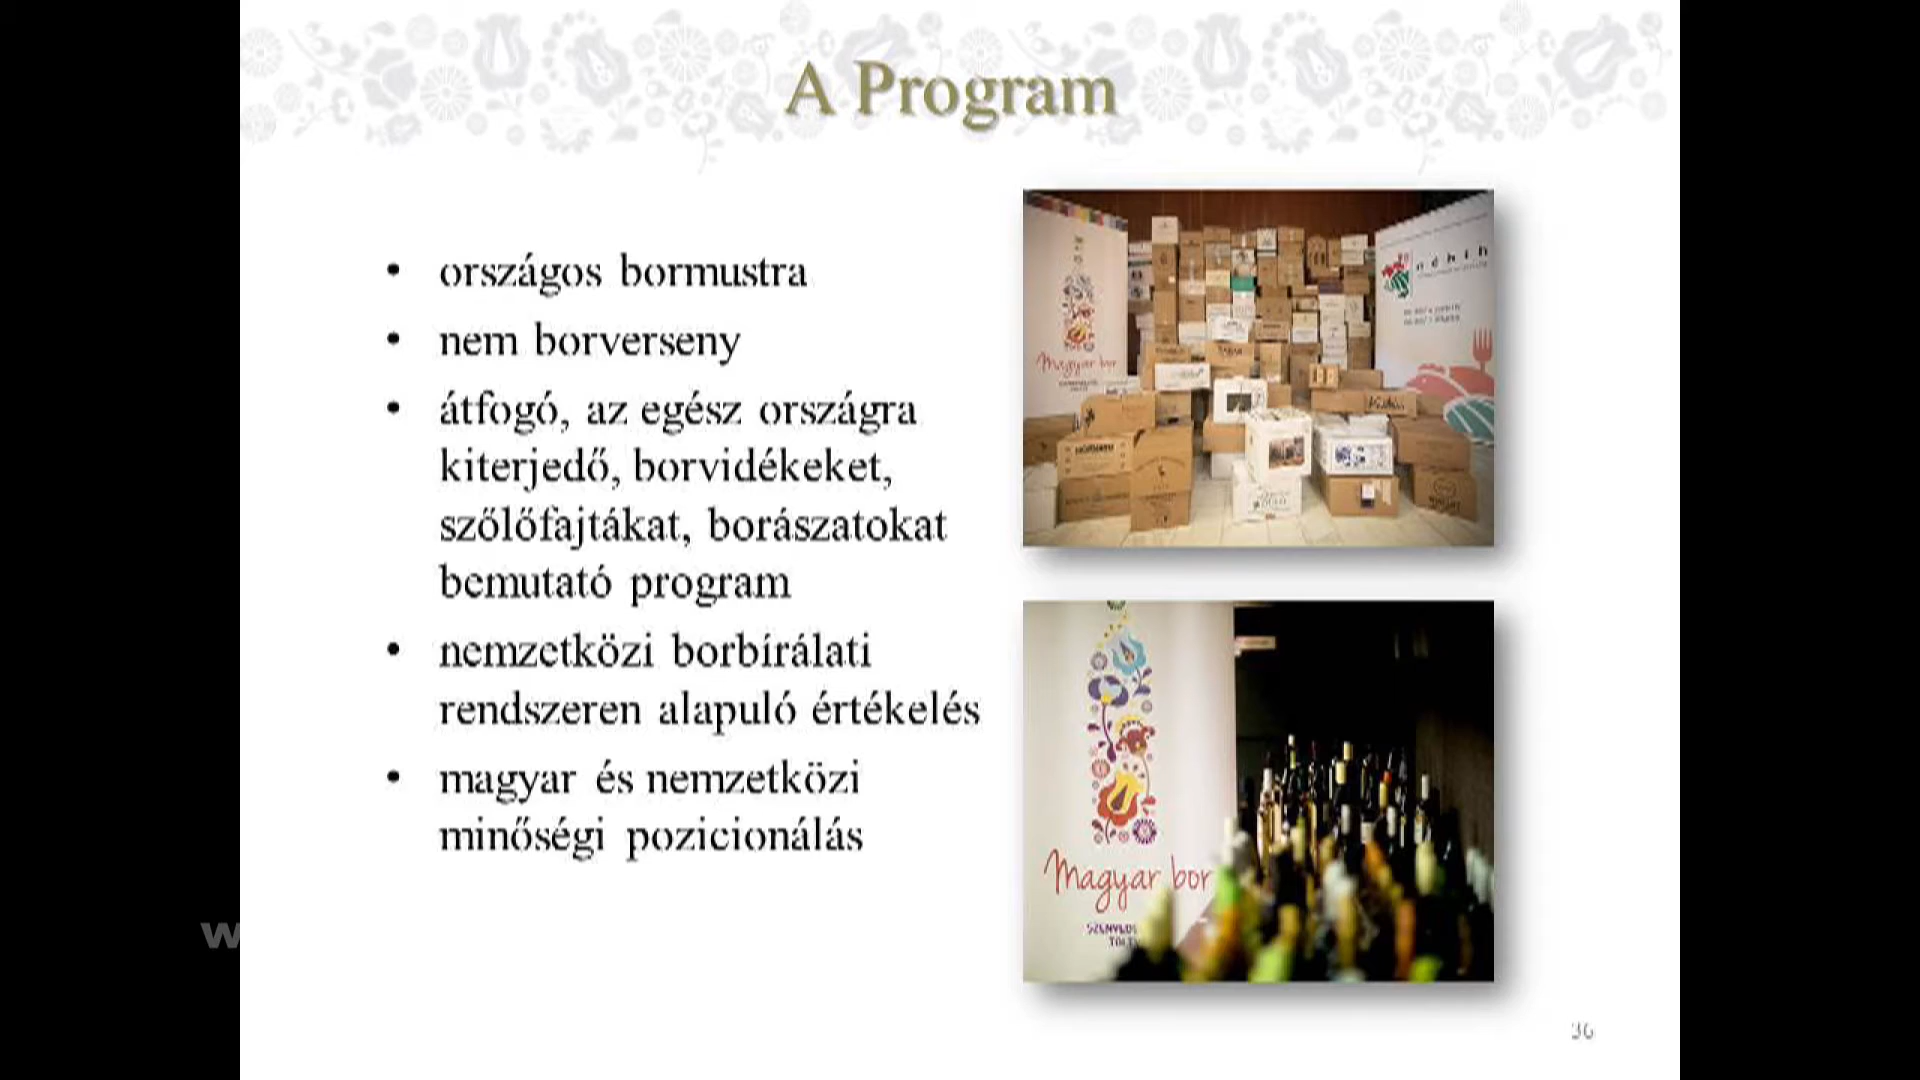 A Program
• országos bormustra
• nem borverseny
• átfogó, az egész országra
kiterjedő, borvidékeket,
szőlőfajtákat, borászatokat
bemutató program
• nemzetközi borbírálati
rendszeren alapuló értékelés
• magyar és nemzetközi
minőségi pozicionálás
Magyar bor
nébih
Magyar bor
36
w